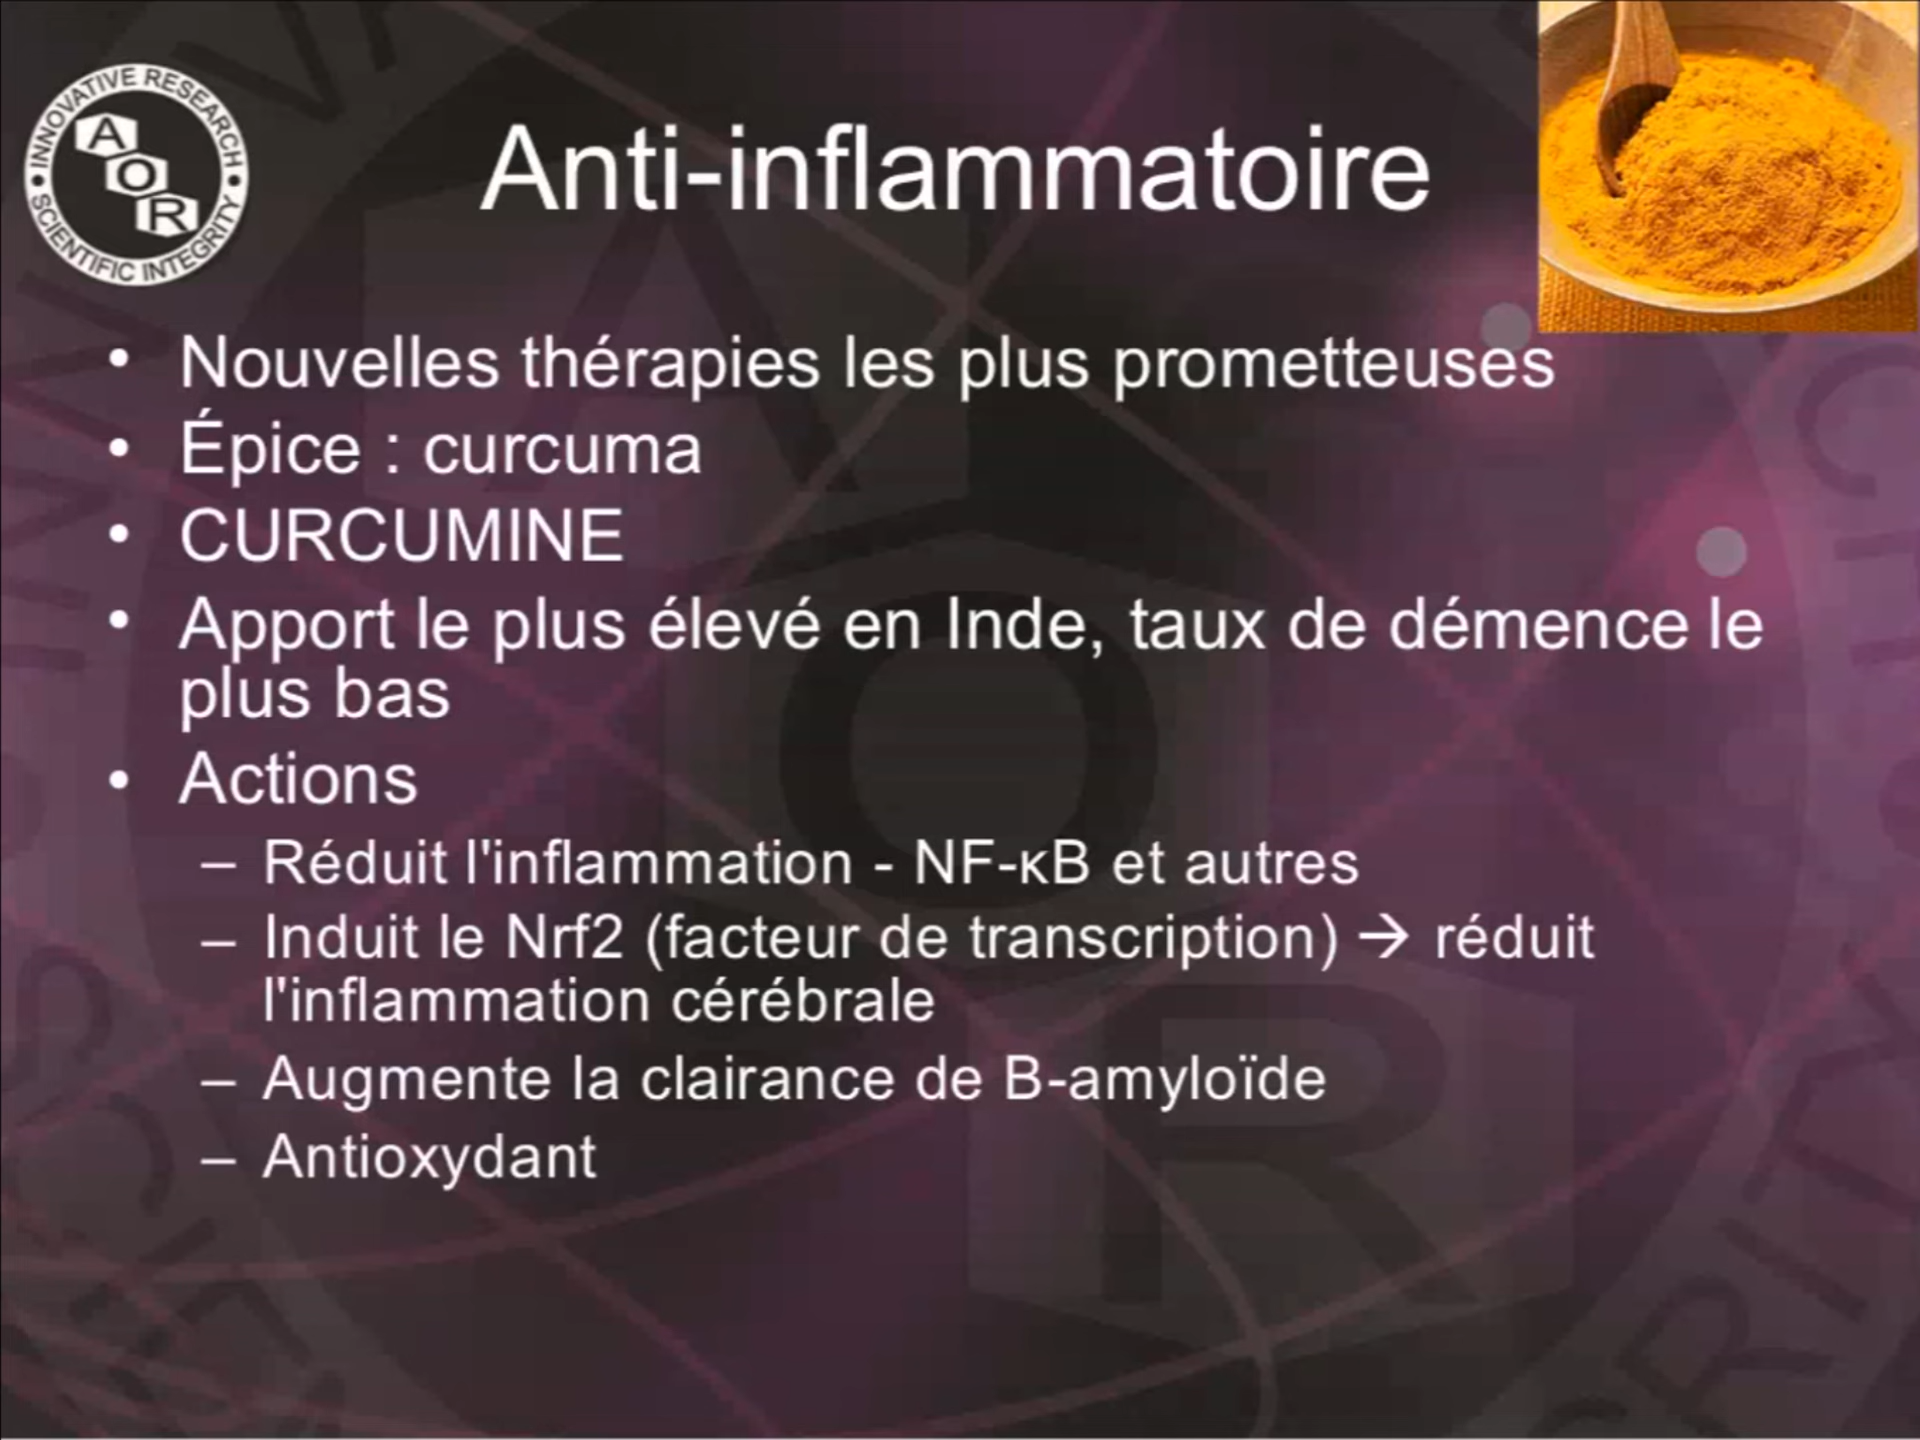 INNOVATIVE RESEARCH
AOR
SCIENTIFIC INTEGRITY
Anti-inflammatoire
• Nouvelles thérapies les plus prometteuses
• Épice : curcuma
• CURCUMINE
• Apport le plus élevé en Inde, taux de démence le
plus bas
• Actions
– Réduit l'inflammation - NF-κB et autres
– Induit le Nrf2 (facteur de transcription) → réduit
l'inflammation cérébrale
– Augmente la clairance de B-amyloïde
– Antioxydant